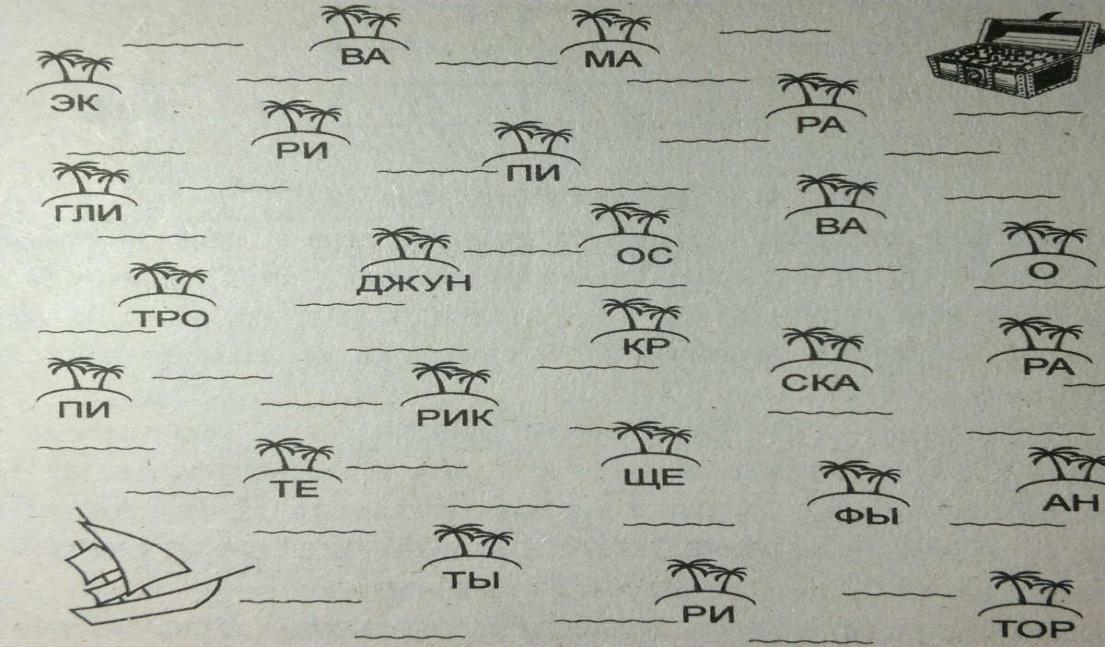 ВА
МА
ЭК
РА
РИ
ПИ
ГЛИ
ВА
ОС
О
ДЖУН
ТРО
КР
РА
СКА
ПИ
РИК
ЩЕ
ТЕ
АН
ФЫ
ТЫ
РИ
ТОР